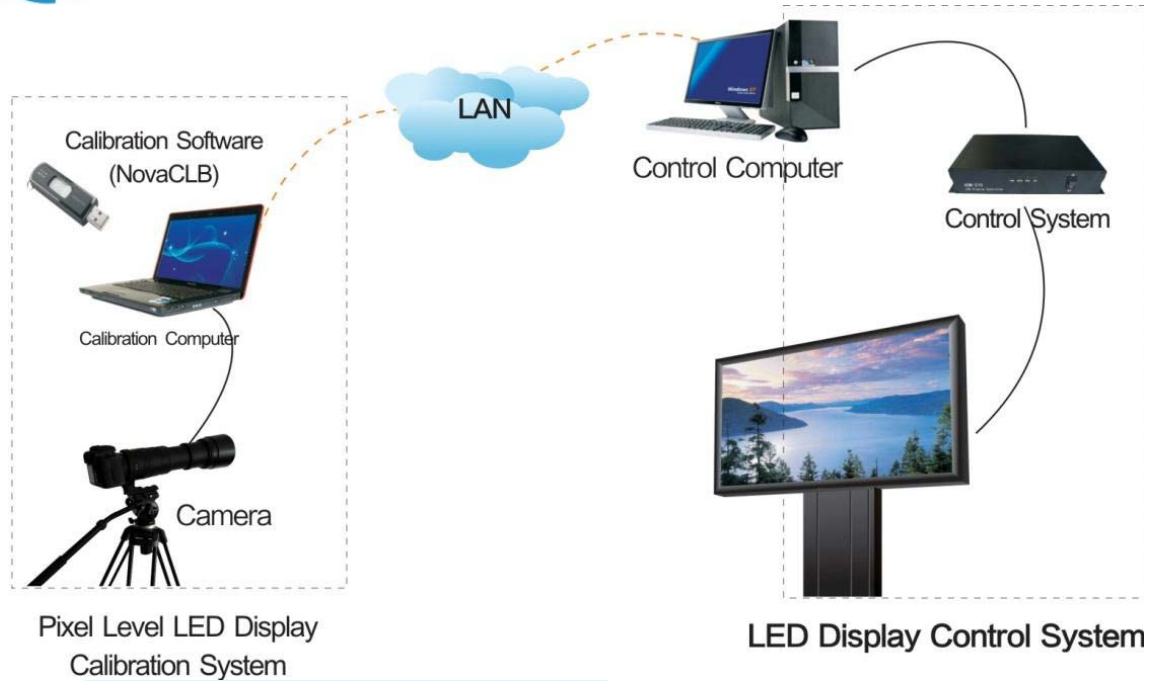 LAN
Calibration Software
(NovaCLB)
Control Computer
Control System
Calibration Computer
Camera
Pixel Level LED Display
Calibration System
LED Display Control System